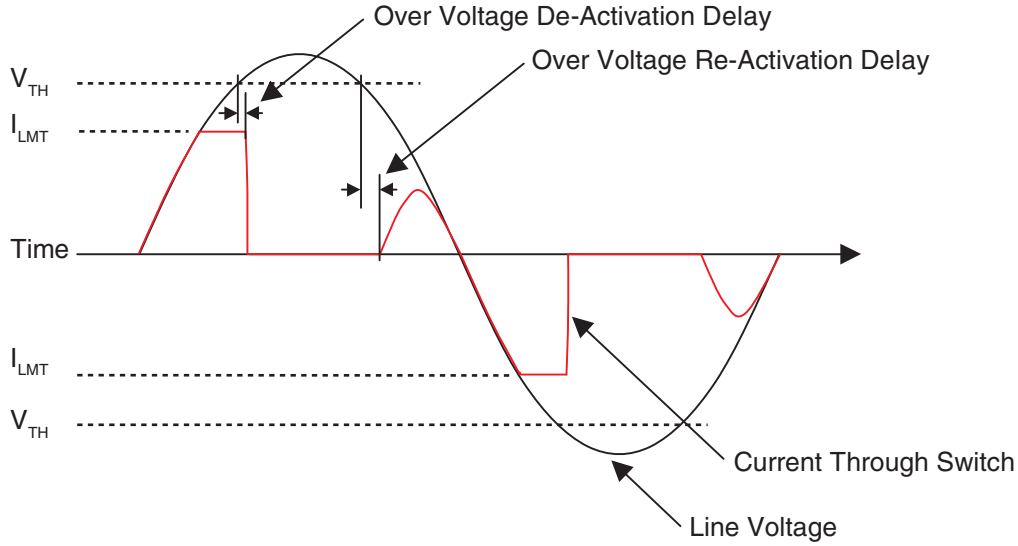 Over Voltage De-Activation Delay
Over Voltage Re-Activation Delay
V_TH
I_LMT
Time
I_LMT
V_TH
Current Through Switch
Line Voltage